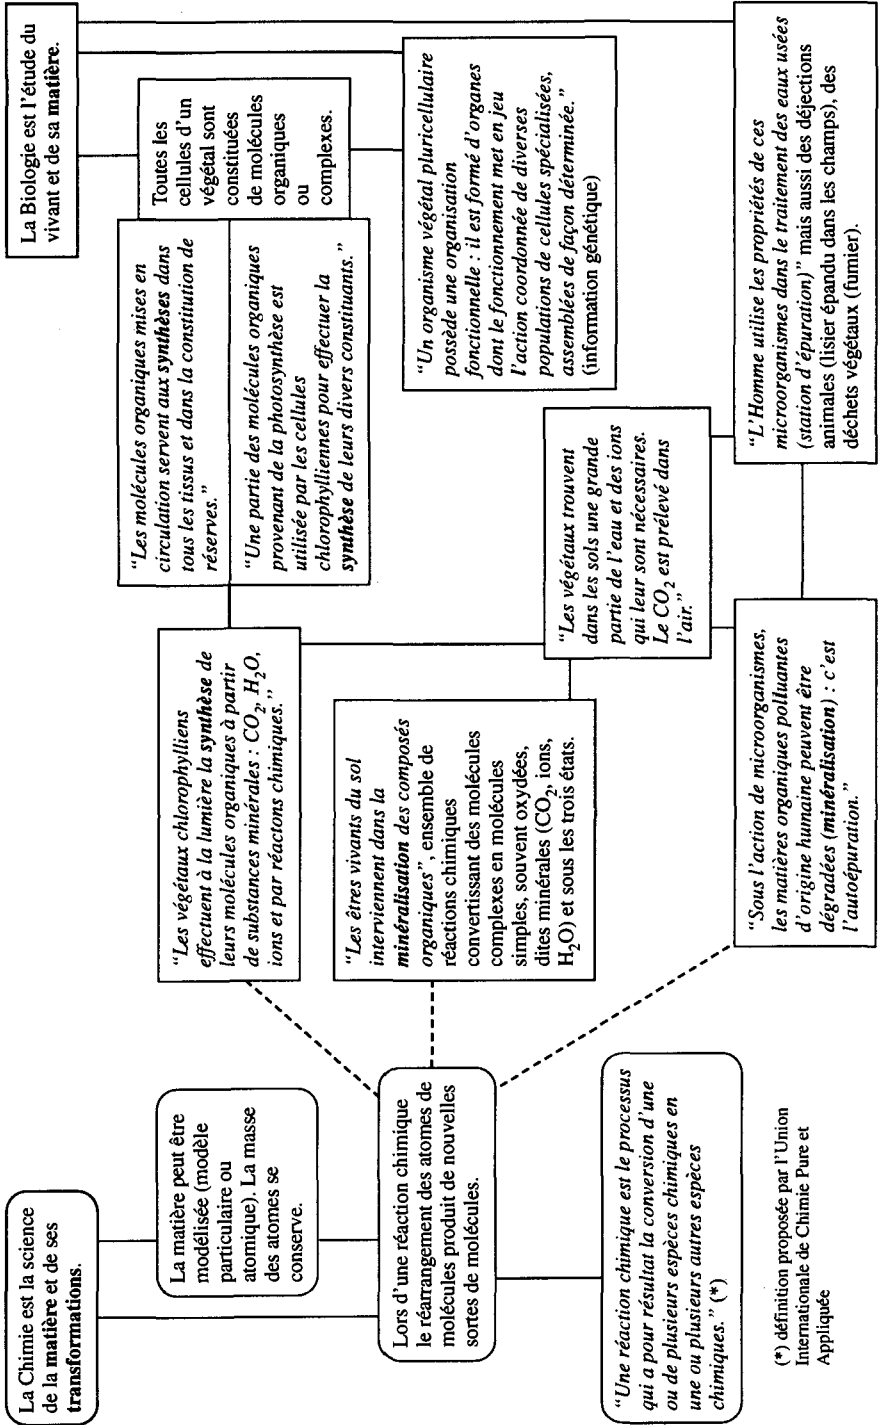 La Chimie est la science
de la matière et de ses
transformations.
La matière peut être
modélisée (modèle
particulaire ou
atomique). La masse
des atomes se
conserve.
Lors d'une réaction chimique
le réarrangement des atomes de
molécules produit de nouvelles
sortes de molécules.
"Une réaction chimique est le processus
qui a pour résultat la conversion d'une
ou de plusieurs espèces chimiques en
une ou plusieurs autres espèces
chimiques." (*)
(*) définition proposée par l'Union
Internationale de Chimie Pure et
Appliquée
"Les végétaux chlorophylliens
effectuent à la lumière la synthèse de
leurs molécules organiques à partir
de substances minérales : CO2, H2O,
ions et par réactons chimiques."
"Les êtres vivants du sol
interviennent dans la
minéralisation des composés
organiques", ensemble de
réactions chimiques
convertissant des molécules
complexes en molécules
simples, souvent oxydées,
dites minérales (CO2, ions,
H2O) et sous les trois états.
"Sous l'action de microorganismes,
les matières organiques polluantes
d'origine humaine peuvent être
dégradées (minéralisation) : c'est
l'autoépuration."
"Les molécules organiques mises en
circulation servent aux synthèses dans
tous les tissus et dans la constitution de
réserves."
"Une partie des molécules organiques
provenant de la photosynthèse est
utilisée par les cellules
chlorophylliennes pour effectuer la
synthèse de leurs divers constituants."
"Les végétaux trouvent
dans les sols une grande
partie de l'eau et des ions
qui leur sont nécessaires.
Le CO2 est prélevé dans
l'air."
La Biologie est l'étude du
vivant et de sa matière.
Toutes les
cellules d'un
végétal sont
constituées
de molécules
organiques
ou
complexes.
"Un organisme végétal pluricellulaire
possède une organisation
fonctionnelle : il est formé d'organes
dont le fonctionnement met en jeu
l'action coordonnée de diverses
populations de cellules spécialisées,
assemblées de façon déterminée."
(information génétique)
"L'Homme utilise les propriétés de ces
microorganismes dans le traitement des eaux usées
(station d'épuration)" mais aussi des déjections
animales (lisier épandu dans les champs), des
déchets végétaux (fumier).